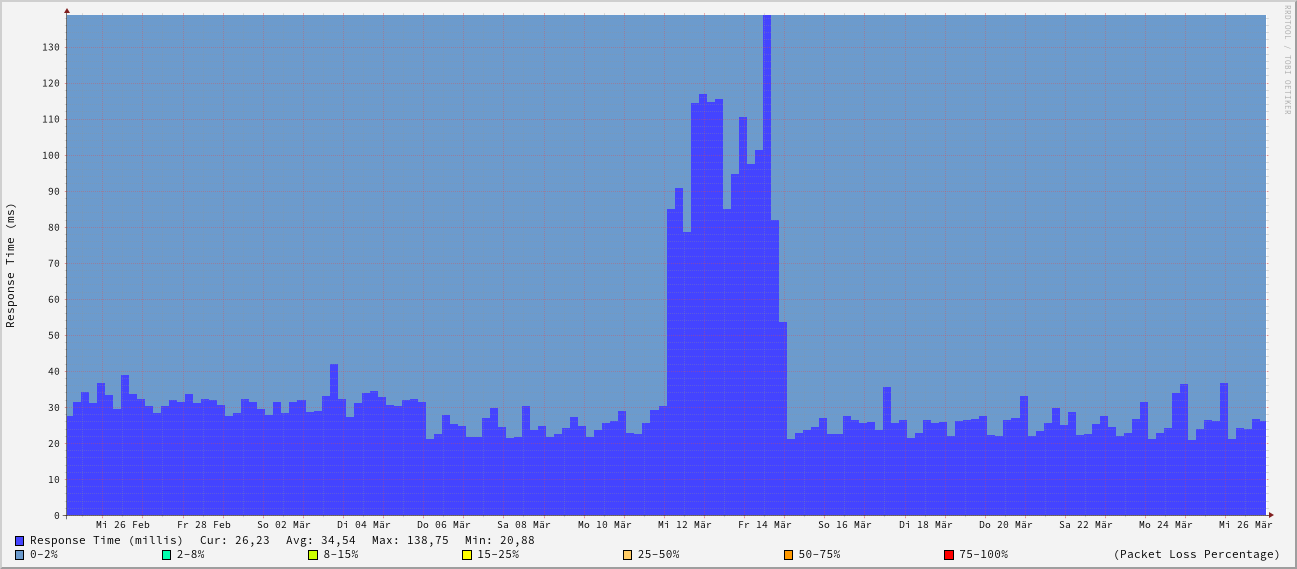 RRDTOOL / TOBI OETIKER
Response Time (ms)
130
120
110
100
90
80
70
60
50
40
30
20
10
0
Mi 26 Feb Fr 28 Feb So 02 Mär Di 04 Mär Do 06 Mär Sa 08 Mär Mo 10 Mär Mi 12 Mär Fr 14 Mär So 16 Mär Di 18 Mär Do 20 Mär Sa 22 Mär Mo 24 Mär Mi 26 Mär
Response Time (millis) Cur: 26,23 Avg: 34,54 Max: 138,75 Min: 20,88
0-2% 2-8% 8-15% 15-25% 25-50% 50-75% 75-100% (Packet Loss Percentage)